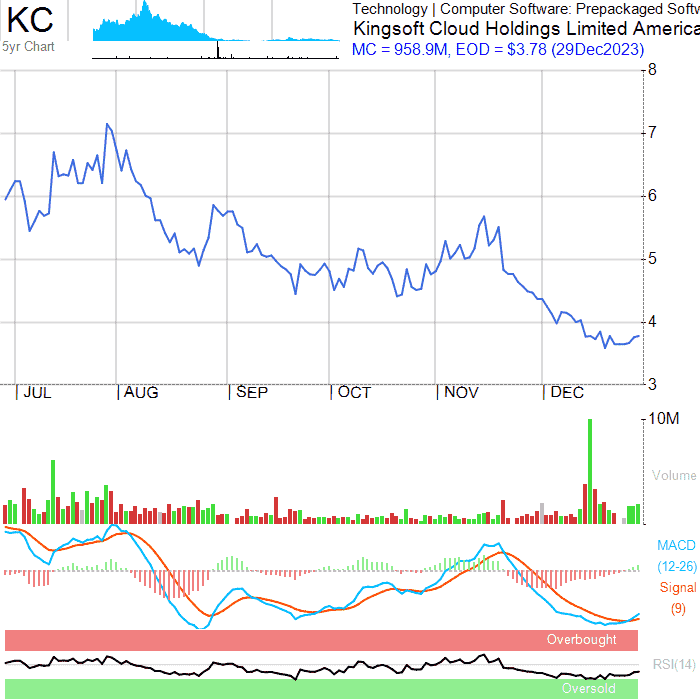 KC
5yr Chart
Technology | Computer Software: Prepackaged Softw
Kingsoft Cloud Holdings Limited America
MC = 958.9M, EOD = $3.78 (29Dec2023)
8
7
6
5
4
3
JUL AUG SEP OCT NOV DEC
10M
Volume
MACD
(12-26)
Signal
(9)
Overbought
RSI(14)
Oversold